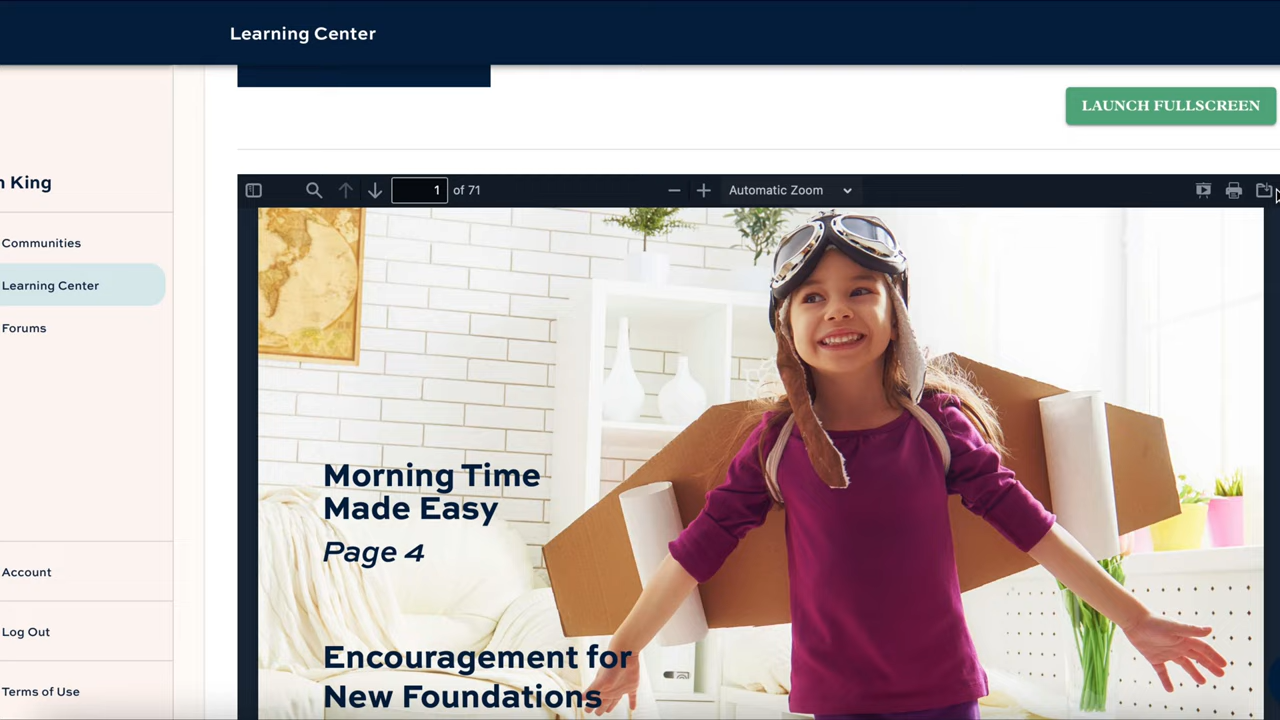 Learning Center
LAUNCH FULLSCREEN
King
Communities
Learning Center
Forums
Account
Log Out
Terms of Use
1 of 71
Automatic Zoom
Morning Time
Made Easy
Page 4
Encouragement for
New Foundations